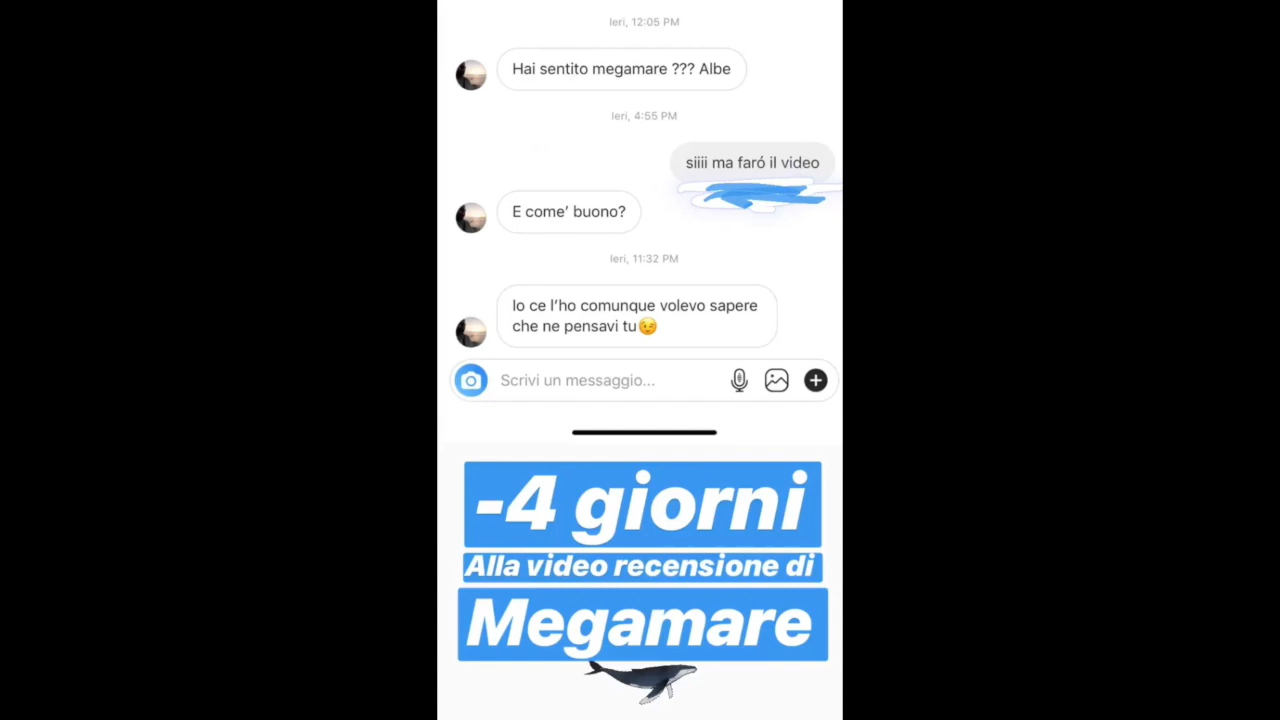 Ieri, 12:05 PM
Hai sentito megamare ??? Albe
Ieri, 4:55 PM
siiii ma faró il video
E come’ buono?
Ieri, 11:32 PM
Io ce l’ho comunque volevo sapere
che ne pensavi tu😉
Scrivi un messaggio...
-4 giorni
Alla video recensione di
Megamare